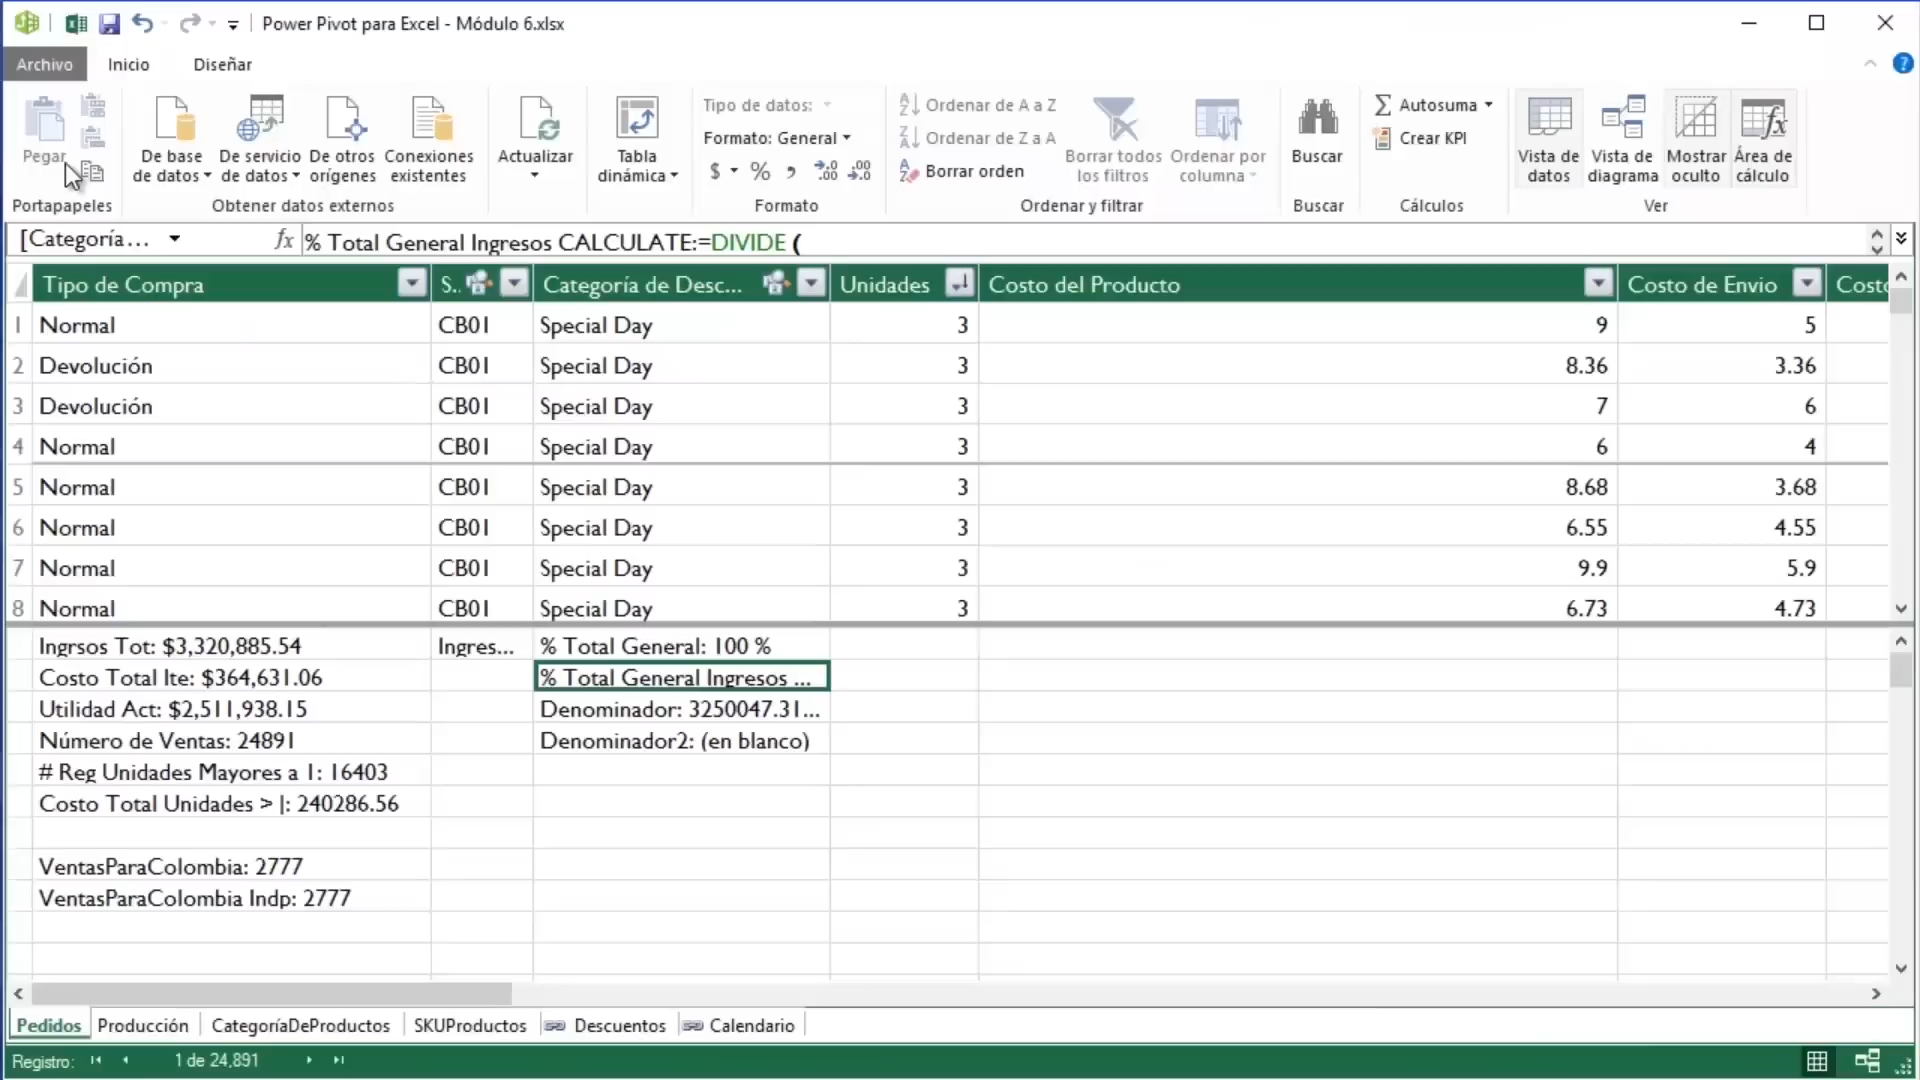 Power Pivot para Excel - Módulo 6.xlsx
Archivo Inicio Diseñar
Pegar
Portapapeles
De base de datos
De servicio de datos
De otros orígenes
Conexiones existentes
Obtener datos externos
Actualizar
Tabla dinámica
Tipo de datos:
Formato: General
$ % , .00 .00
Formato
Ordenar de A a Z
Ordenar de Z a A
Borrar orden
Borrar todos los filtros
Ordenar por columna
Ordenar y filtrar
Buscar
Buscar
Autosuma
Crear KPI
Cálculos
Vista de datos
Vista de diagrama
Mostrar oculto
Área de cálculo
Ver
[Categoría... fx % Total General Ingresos CALCULATE:=DIVIDE (
Tipo de Compra S.. Categoría de Desc... Unidades Costo del Producto Costo de Envio Costo
1 Normal CB01 Special Day 3 9 5
2 Devolución CB01 Special Day 3 8.36 3.36
3 Devolución CB01 Special Day 3 7 6
4 Normal CB01 Special Day 3 6 4
5 Normal CB01 Special Day 3 8.68 3.68
6 Normal CB01 Special Day 3 6.55 4.55
7 Normal CB01 Special Day 3 9.9 5.9
8 Normal CB01 Special Day 3 6.73 4.73
Ingrsos Tot: $3,320,885.54 Ingres... % Total General: 100 %
Costo Total Ite: $364,631.06 % Total General Ingresos ...
Utilidad Act: $2,511,938.15 Denominador: 3250047.31...
Número de Ventas: 24891 Denominador2: (en blanco)
# Reg Unidades Mayores a 1: 16403
Costo Total Unidades > |: 240286.56
VentasParaColombia: 2777
VentasParaColombia Indp: 2777
Pedidos Producción CategoríaDeProductos SKUProductos Descuentos Calendario
Registro: 1 de 24,891